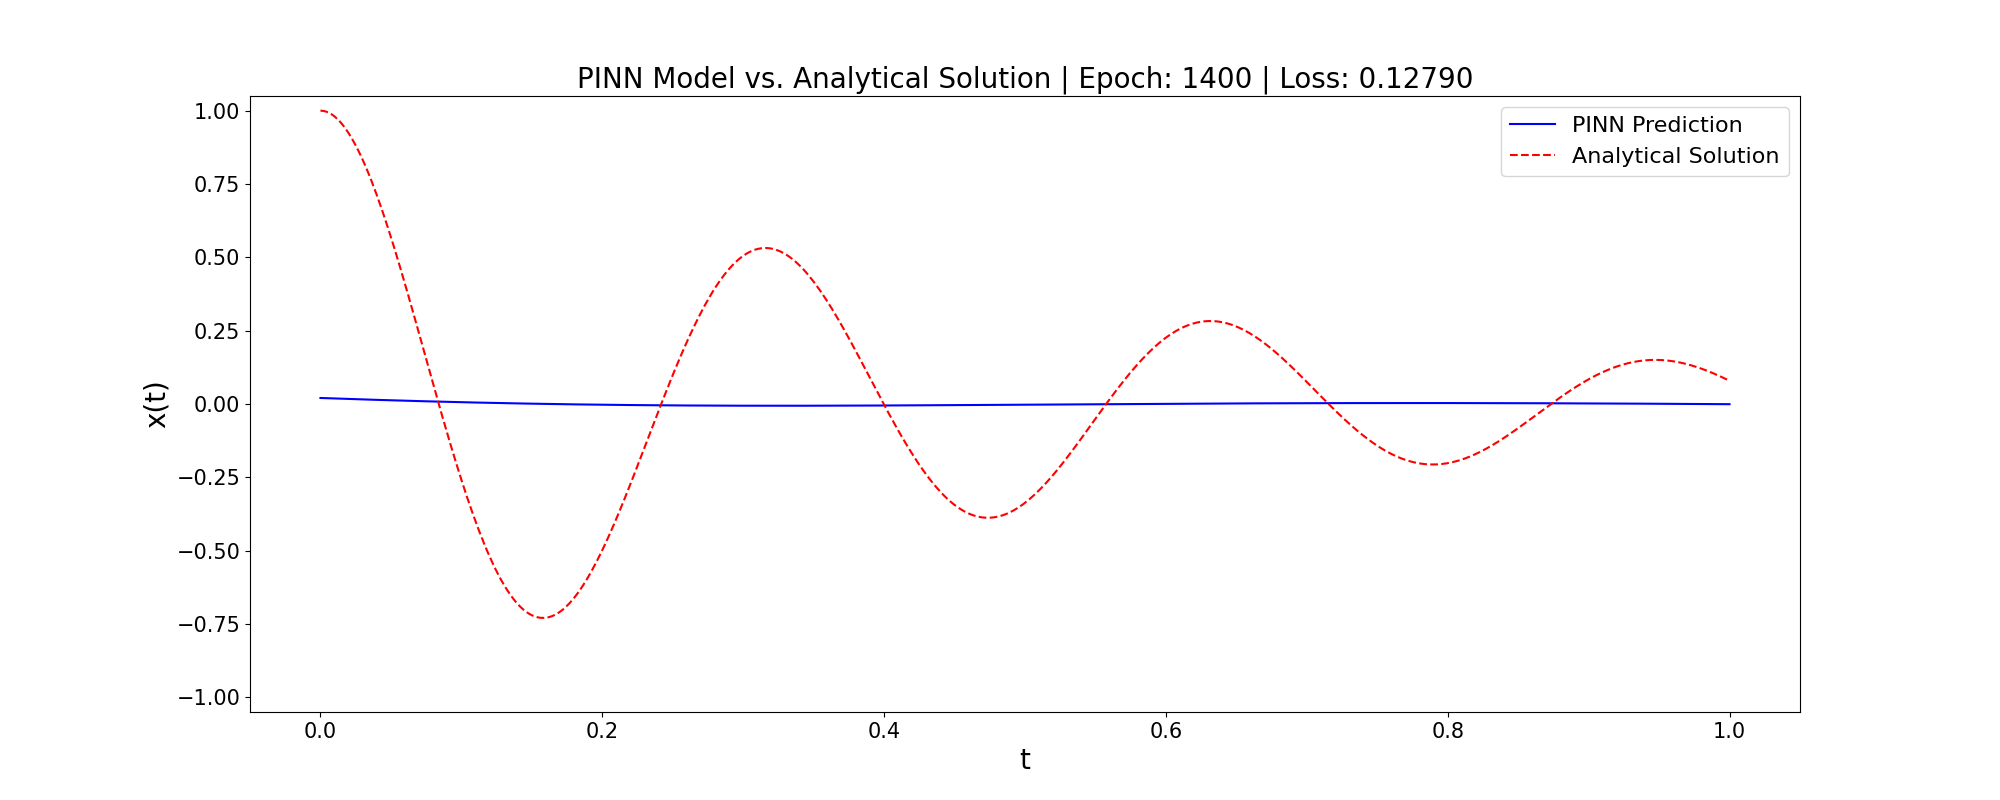 PINN Model vs. Analytical Solution | Epoch: 1400 | Loss: 0.12790
PINN Prediction
Analytical Solution
1.00
0.75
0.50
0.25
0.00
−0.25
−0.50
−0.75
−1.00
x(t)
0.0 0.2 0.4 0.6 0.8 1.0
t